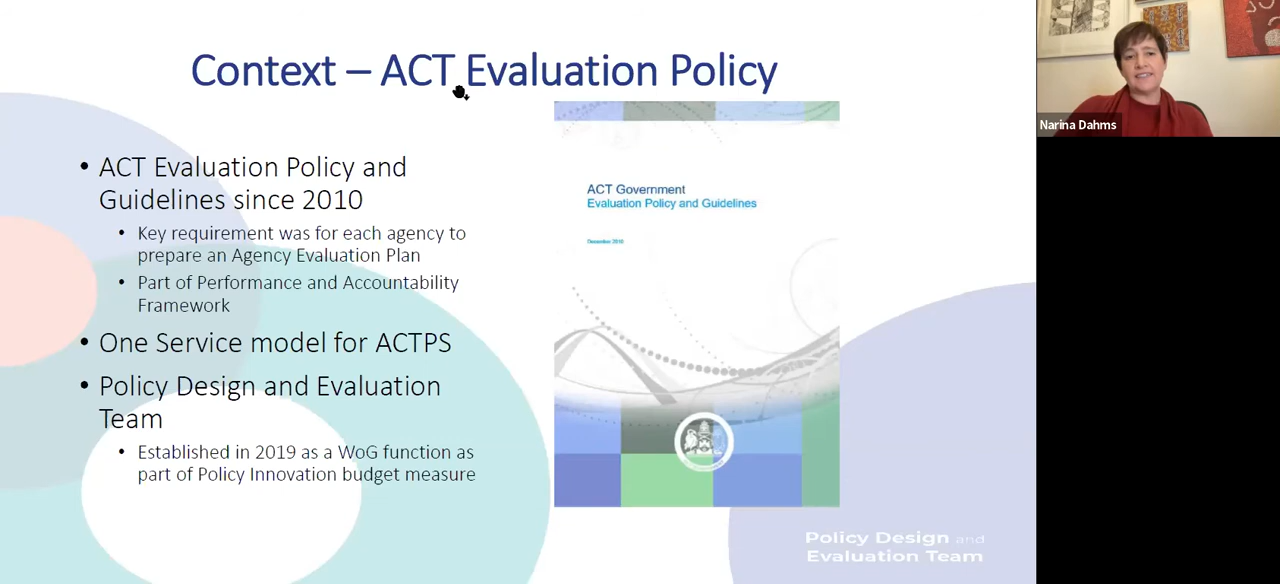 Context – ACT Evaluation Policy
• ACT Evaluation Policy and
Guidelines since 2010
• Key requirement was for each agency to
prepare an Agency Evaluation Plan
• Part of Performance and Accountability
Framework
• One Service model for ACTPS
• Policy Design and Evaluation
Team
• Established in 2019 as a WoG function as
part of Policy Innovation budget measure
ACT Government
Evaluation Policy and Guidelines
December 2010
Policy Design and
Evaluation Team
Narina Dahms